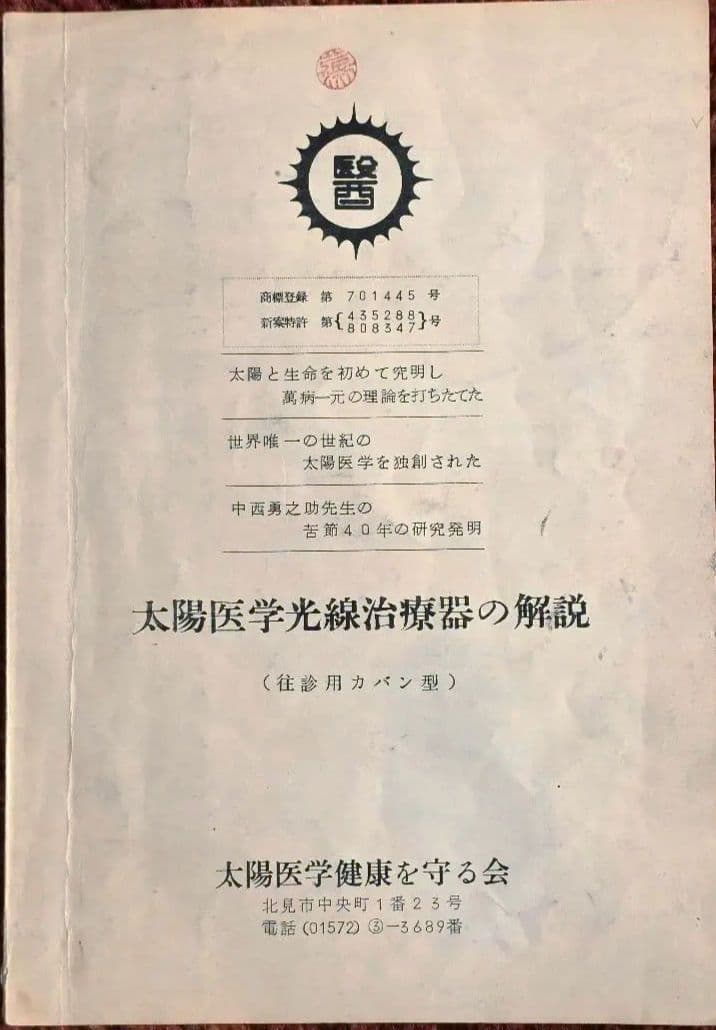 醫
商標登録 第 701445 号
新案特許 第{435288 808347}号
太陽と生命を初めて究明し
萬病一元の理論を打ちたてた
世界唯一の世紀の
太陽医学を独創された
中西勇之助先生の
苦節40年の研究発明
太陽医学光線治療器の解説
(往診用カバン型)
太陽医学健康を守る会
北見市中央町1番23号
電話(01572)③-3689番